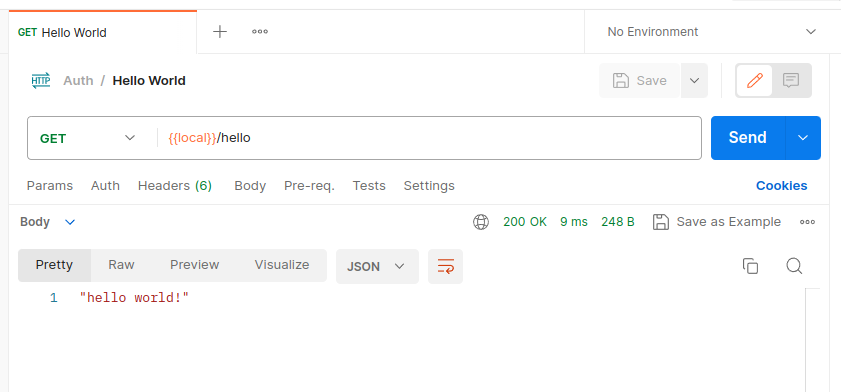 GET Hello World
No Environment
HTTP Auth / Hello World
Save
GET {{local}}/hello
Send
Params Auth Headers (6) Body Pre-req. Tests Settings
Cookies
Body
200 OK 9 ms 248 B Save as Example
Pretty Raw Preview Visualize JSON
1 "hello world!"